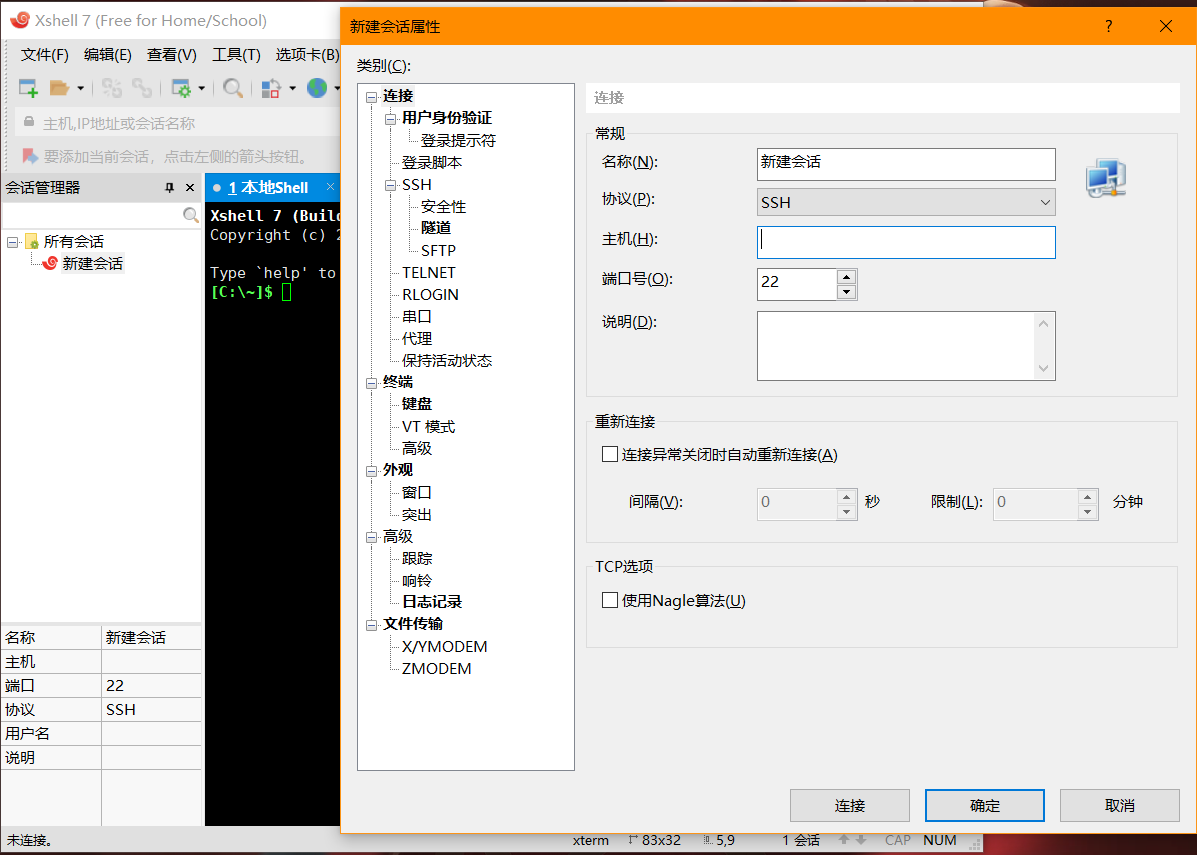 Xshell 7 (Free for Home/School)
文件(F) 编辑(E) 查看(V) 工具(T) 选项卡(B)
主机,IP地址或会话名称
要添加当前会话，点击左侧的箭头按钮。
会话管理器
所有会话
新建会话
名称 新建会话
主机
端口 22
协议 SSH
用户名
说明
1 本地Shell
Xshell 7 (Build
Copyright (c) 2
Type `help' to
[C:\~]$
新建会话属性
类别(C):
连接
用户身份验证
登录提示符
登录脚本
SSH
安全性
隧道
SFTP
TELNET
RLOGIN
串口
代理
保持活动状态
终端
键盘
VT 模式
高级
外观
窗口
突出
高级
跟踪
响铃
日志记录
文件传输
X/YMODEM
ZMODEM
连接
常规
名称(N): 新建会话
协议(P): SSH
主机(H):
端口号(O): 22
说明(D):
重新连接
连接异常关闭时自动重新连接(A)
间隔(V): 0 秒 限制(L): 0 分钟
TCP选项
使用Nagle算法(U)
连接 确定 取消
未连接。 xterm 83x32 5,9 1 会话 CAP NUM